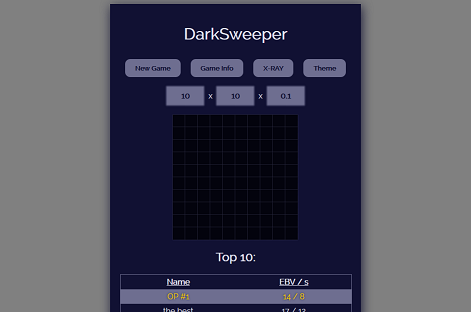 DarkSweeper
New Game Game Info X-RAY Theme
10 x 10 x 0.1
Top 10:
Name EBV / s
OP #1 14 / 8
the best 17 / 12